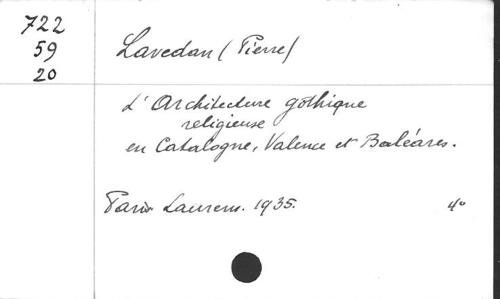 722
59
20
Lavedan (Pierre)
L'Architecture gothique
religieuse
en Catalogne, Valence et Baléares.
Paris Laurens. 1935. 4°